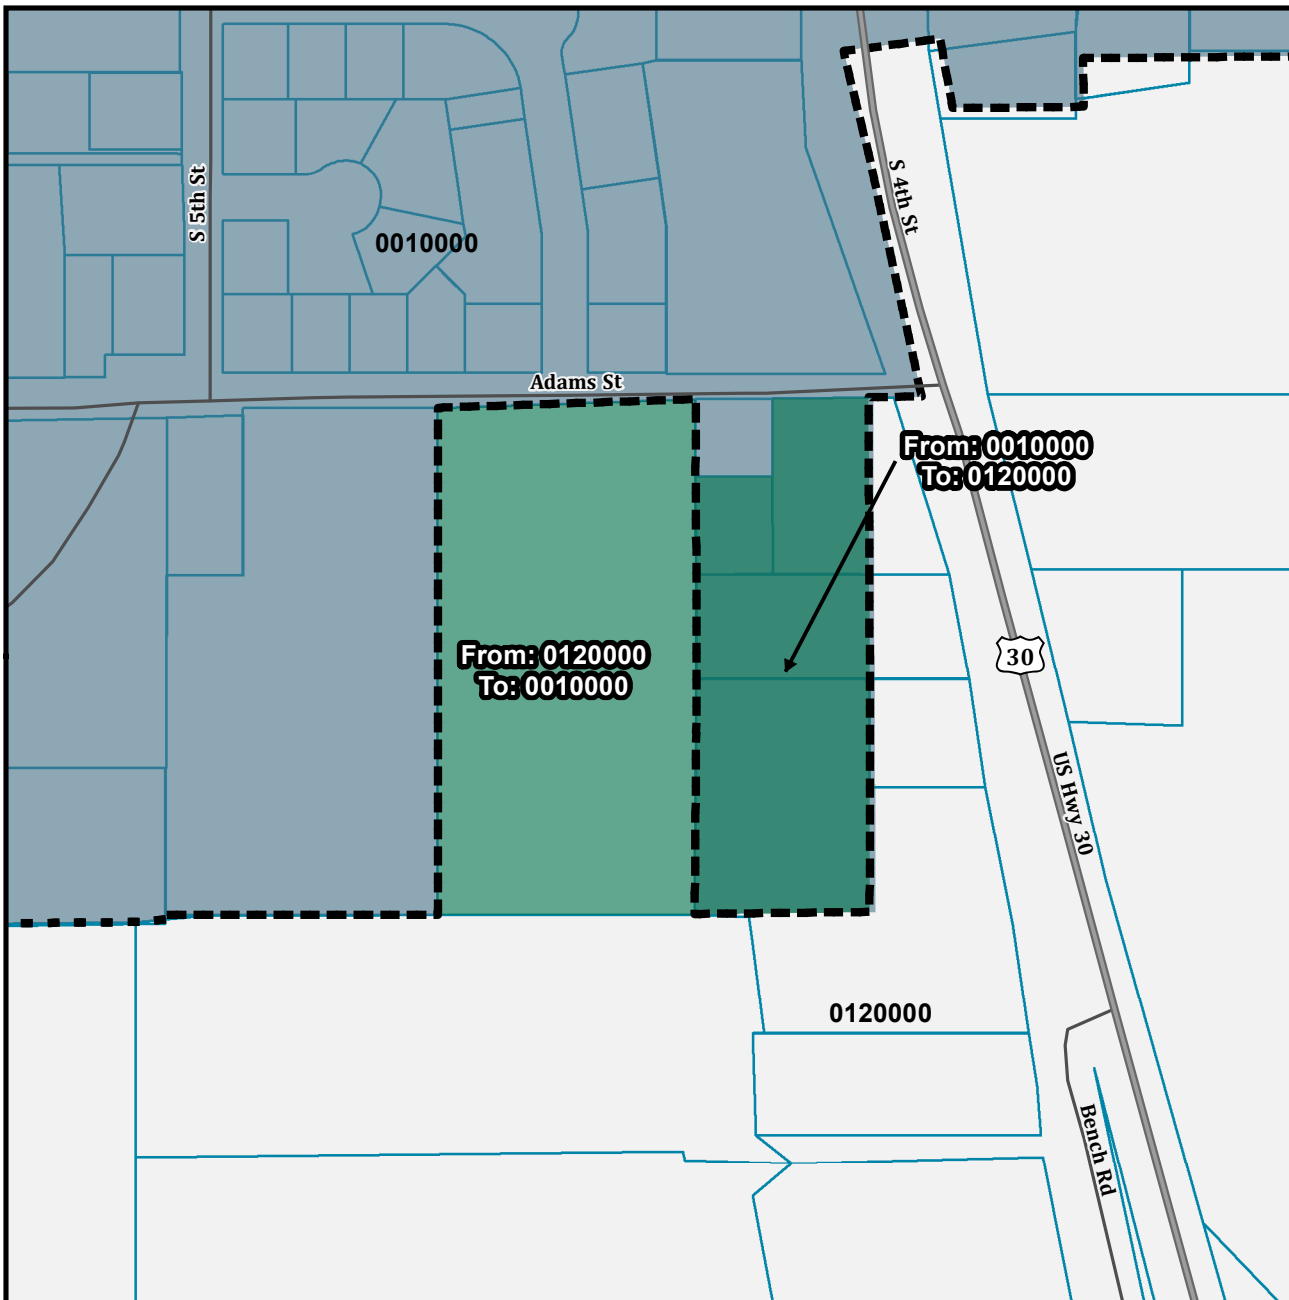 S 5th St
S 4th St
0010000
Adams St
From: 0010000
To: 0120000
From: 0120000
To: 0010000
30
US Hwy 30
0120000
Bench Rd